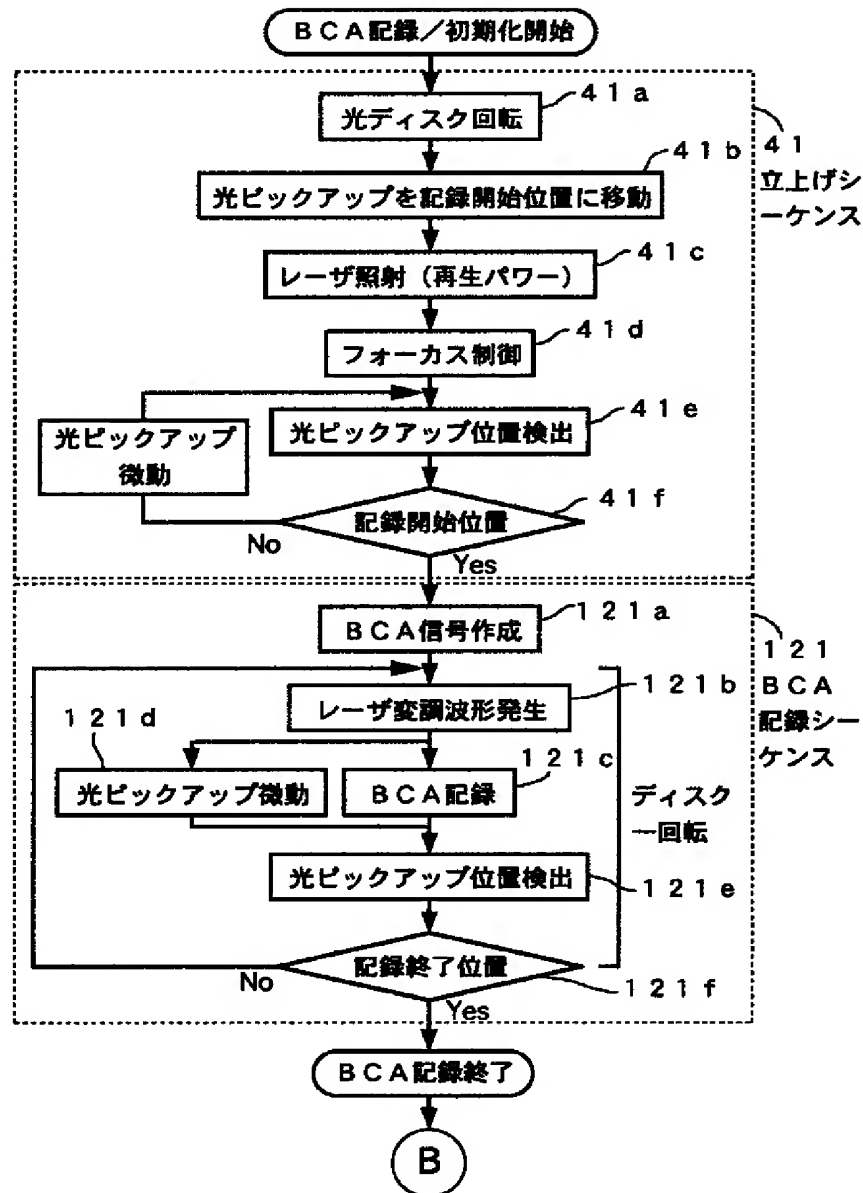 BCA記録／初期化開始
41a
光ディスク回転
41b
41
立上げシ
ーケンス
光ピックアップを記録開始位置に移動
41c
レーザ照射（再生パワー）
41d
フォーカス制御
41e
光ピックアップ
微動
光ピックアップ位置検出
41f
記録開始位置
No
Yes
121a
BCA信号作成
121
BCA
記録シー
ケンス
121b
レーザ変調波形発生
121d
121c
光ピックアップ微動
BCA記録
ディスク
一回転
光ピックアップ位置検出
121e
記録終了位置
No
121f
Yes
BCA記録終了
B